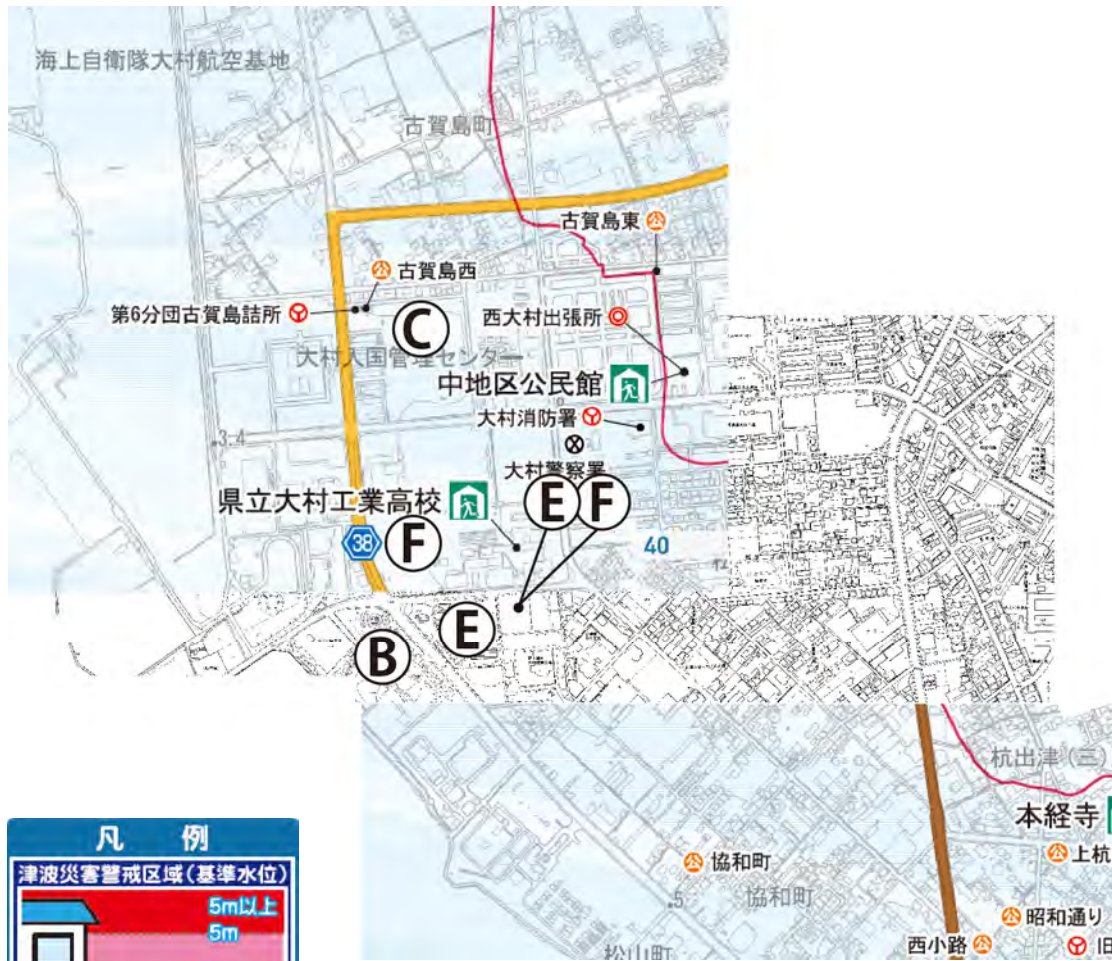 海上自衛隊大村航空基地
古賀島町
古賀島東 公
公 古賀島西
第6分団古賀島詰所
C
西大村出張所
大村入国管理センター
中地区公民館
大村消防署
3.4
大村警察署
県立大村工業高校
E F
38
F
40
E
B
杭出津(三)
本経寺
公 協和町
公 上杭
協和町
.5
公 昭和通り
西小路 公
旧
松山町
凡 例
津波災害警戒区域(基準水位)
5m以上
5m